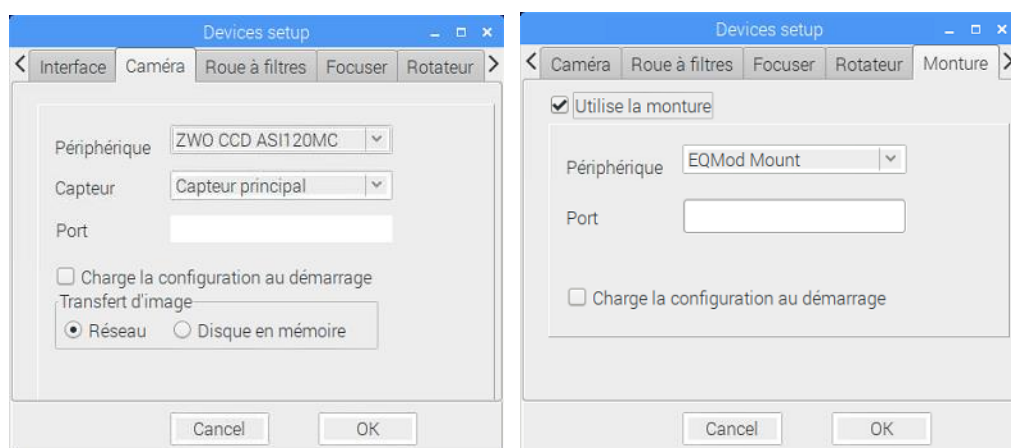 Devices setup
Interface Caméra Roue à filtres Focuser Rotateur
Périphérique ZWO CCD ASI120MC
Capteur Capteur principal
Port
Charge la configuration au démarrage
Transfert d'image
Réseau Disque en mémoire
Cancel OK
Devices setup
Caméra Roue à filtres Focuser Rotateur Monture
Utilise la monture
Périphérique EQMod Mount
Port
Charge la configuration au démarrage
Cancel OK